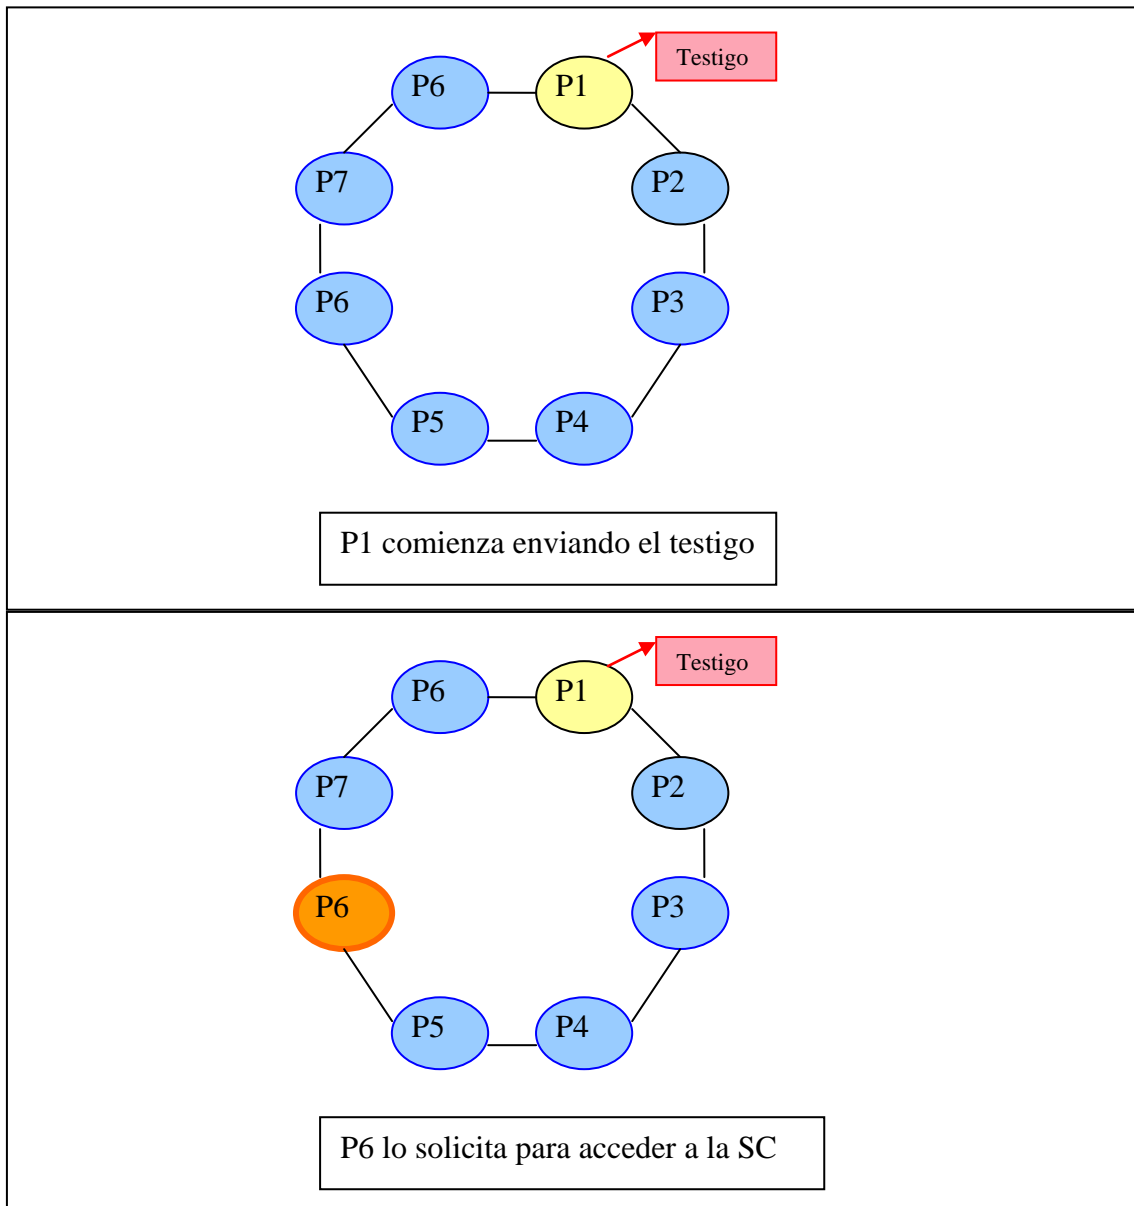 Testigo
P6
P1
P7
P2
P6
P3
P5
P4
P1 comienza enviando el testigo
Testigo
P6
P1
P7
P2
P6
P3
P5
P4
P6 lo solicita para acceder a la SC